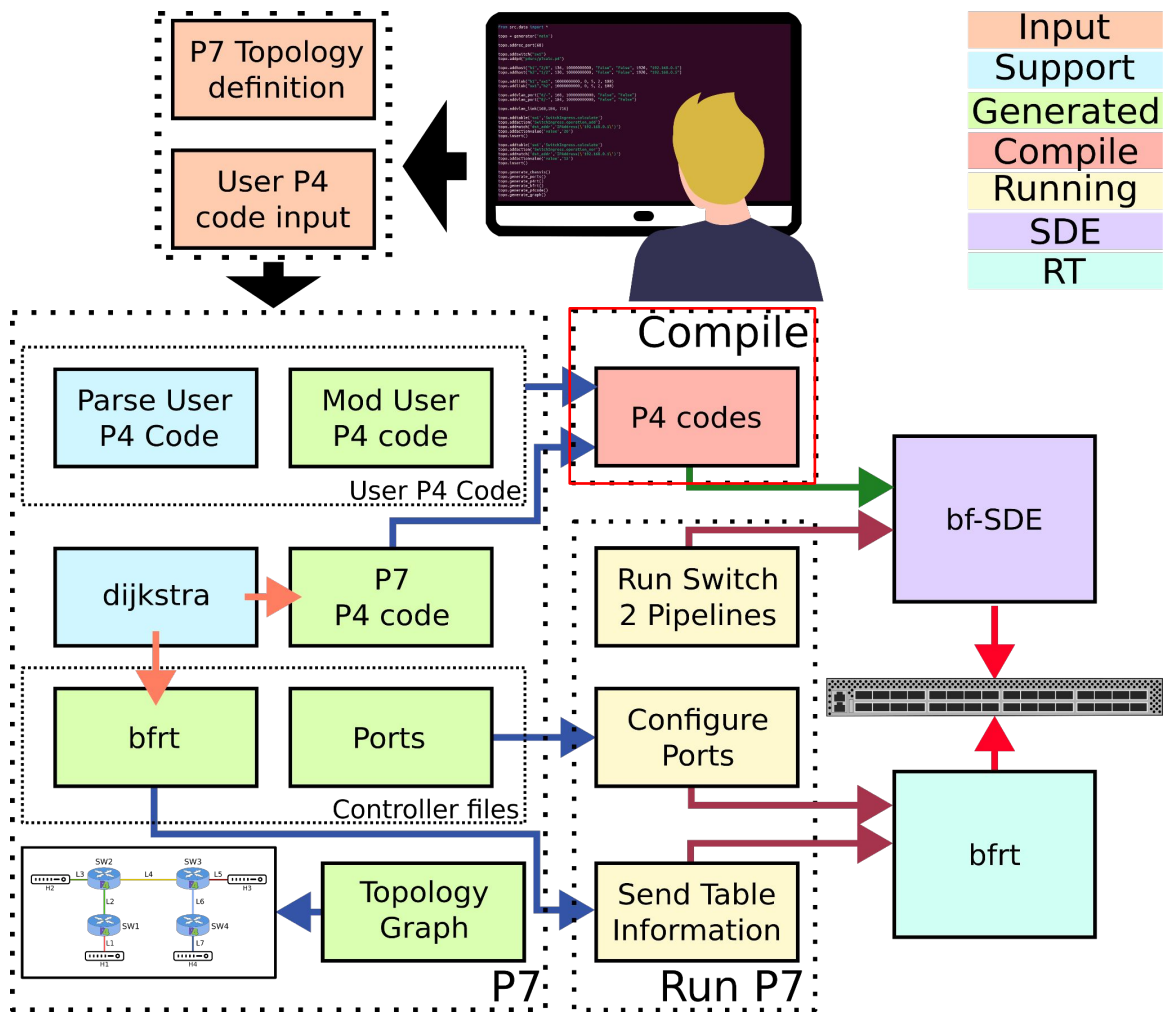 P7 Topology
definition
User P4
code input
Input
Support
Generated
Compile
Running
SDE
RT
Parse User
P4 Code
Mod User
P4 code
User P4 Code
dijkstra
P7
P4 code
bfrt
Ports
Controller files
SW2
SW3
L3
L4
L5
H2
H3
L2
L6
SW1
SW4
L1
L7
H1
H4
Topology
Graph
P7
Compile
P4 codes
Run Switch
2 Pipelines
Configure
Ports
Send Table
Information
Run P7
bf-SDE
bfrt